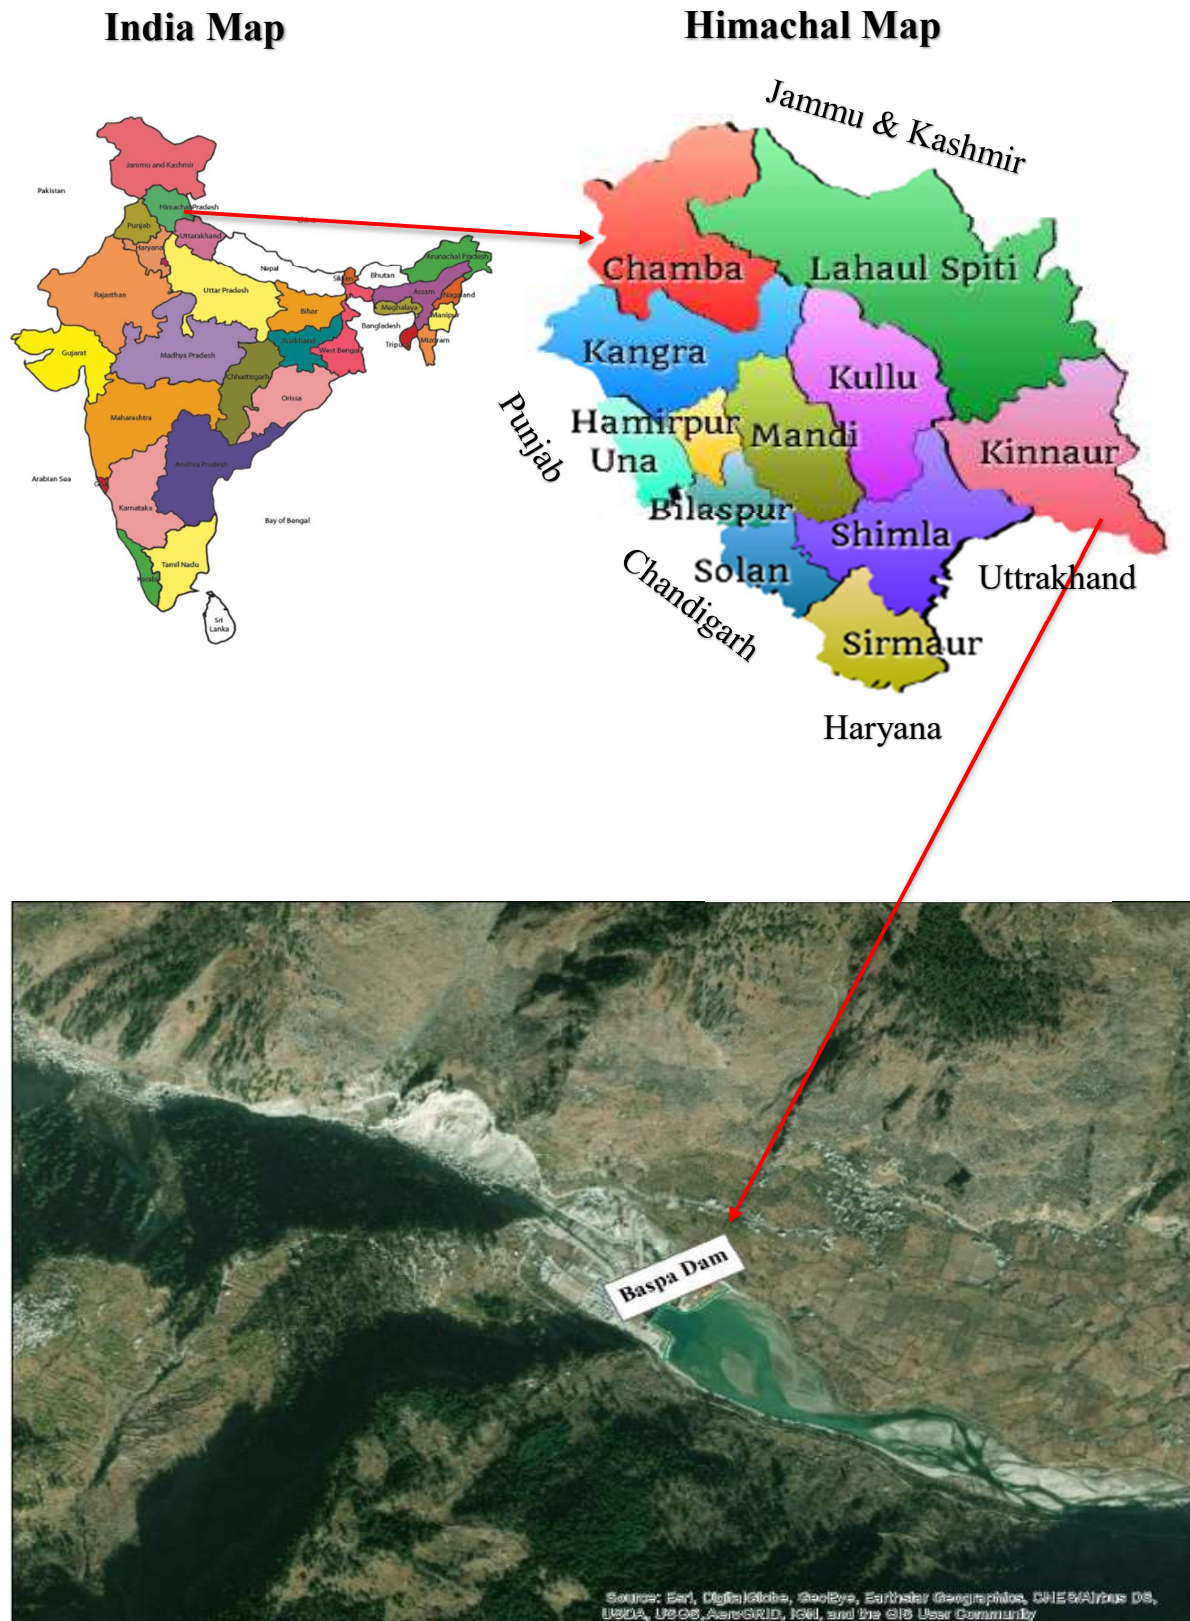 India Map
Himachal Map
Jammu & Kashmir
Jammu and Kashmir
Pakistan
Himachal Pradesh
Punjab
Uttarakhand
Haryana
Nepal
Bhutan
Arunachal Pradesh
Rajasthan
Uttar Pradesh
Assam
Nagaland
Bihar
Meghalaya
Manipur
Bangladesh
Jharkhand
West Bengal
Mizoram
Gujarat
Madhya Pradesh
Chhattisgarh
Orissa
Maharashtra
Andhra Pradesh
Arabian Sea
Karnataka
Bay of Bengal
Tamil Nadu
Kerala
Sri
Lanka
Chamba
Lahaul Spiti
Kangra
Kullu
Punjab
Hamirpur
Mandi
Kinnaur
Una
Bilaspur
Shimla
Solan
Chandigarh
Uttrakhand
Sirmaur
Haryana
Baspa Dam
Source: Esri, DigitalGlobe, GeoEye, Earthstar Geographics, CNES/Airbus DS,
USDA, USGS, AeroGRID, IGN, and the GIS User Community